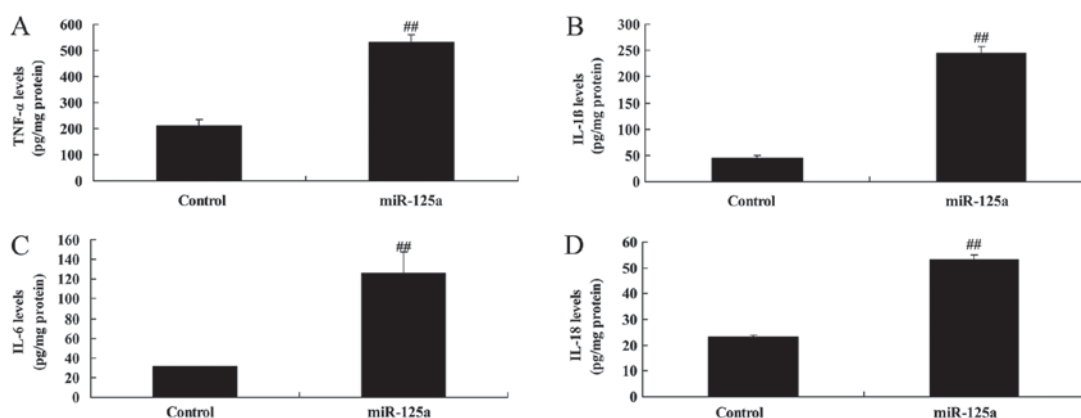 A
TNF-α levels
(pg/mg protein)
600
500
400
300
200
100
0
##
Control
miR-125a
B
IL-1ß levels
(pg/mg protein)
300
250
200
150
100
50
0
##
Control
miR-125a
C
IL-6 levels
(pg/mg protein)
160
140
120
100
80
60
40
20
0
##
Control
miR-125a
D
IL-18 levels
(pg/mg protein)
60
50
40
30
20
10
0
##
Control
miR-125a